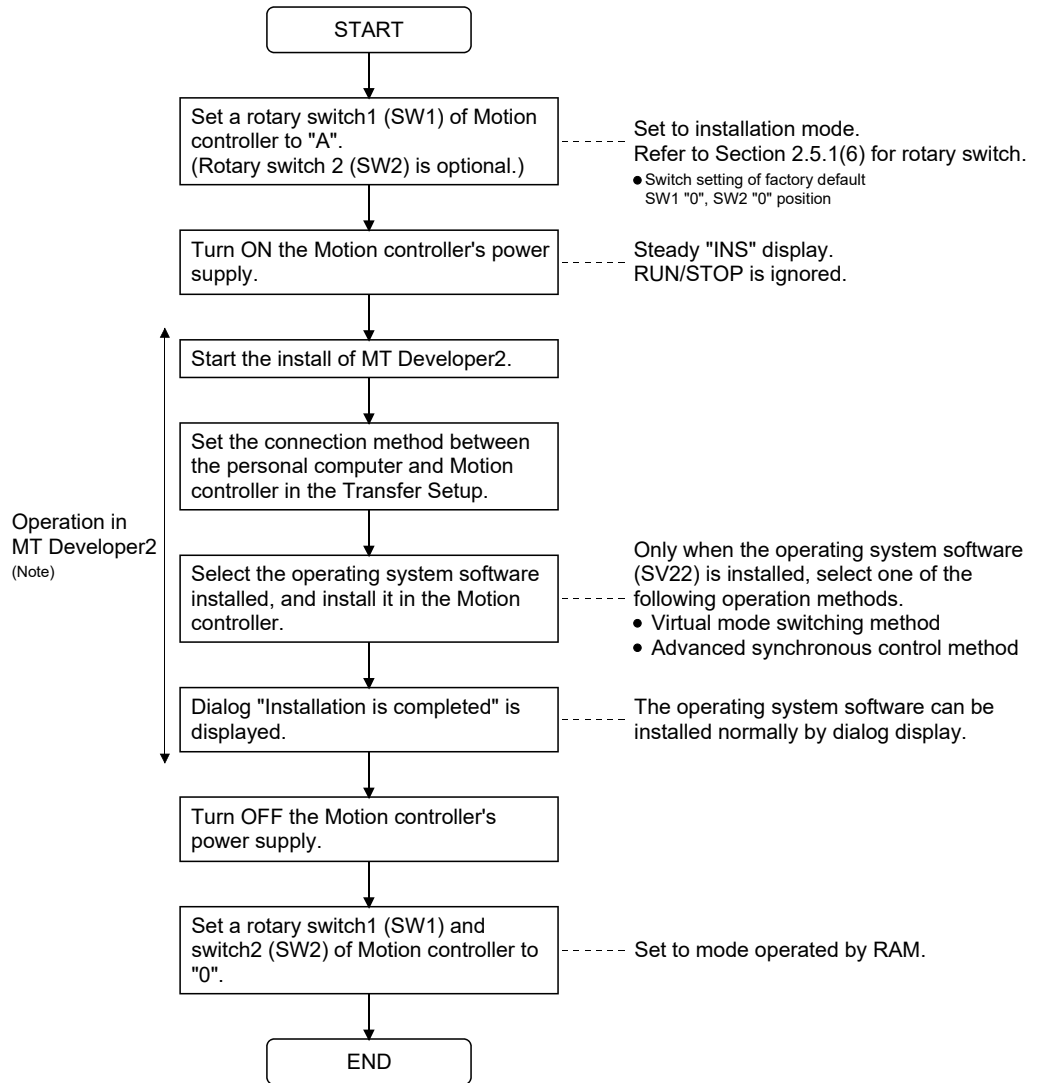 START
Set a rotary switch1 (SW1) of Motion
controller to "A".
(Rotary switch 2 (SW2) is optional.)
Set to installation mode.
Refer to Section 2.5.1(6) for rotary switch.
● Switch setting of factory default
SW1 "0", SW2 "0" position
Turn ON the Motion controller's power
supply.
Steady "INS" display.
RUN/STOP is ignored.
Start the install of MT Developer2.
Set the connection method between
the personal computer and Motion
controller in the Transfer Setup.
Operation in
MT Developer2
(Note)
Select the operating system software
installed, and install it in the Motion
controller.
Only when the operating system software
(SV22) is installed, select one of the
following operation methods.
● Virtual mode switching method
● Advanced synchronous control method
Dialog "Installation is completed" is
displayed.
The operating system software can be
installed normally by dialog display.
Turn OFF the Motion controller's
power supply.
Set a rotary switch1 (SW1) and
switch2 (SW2) of Motion controller to
"0".
Set to mode operated by RAM.
END